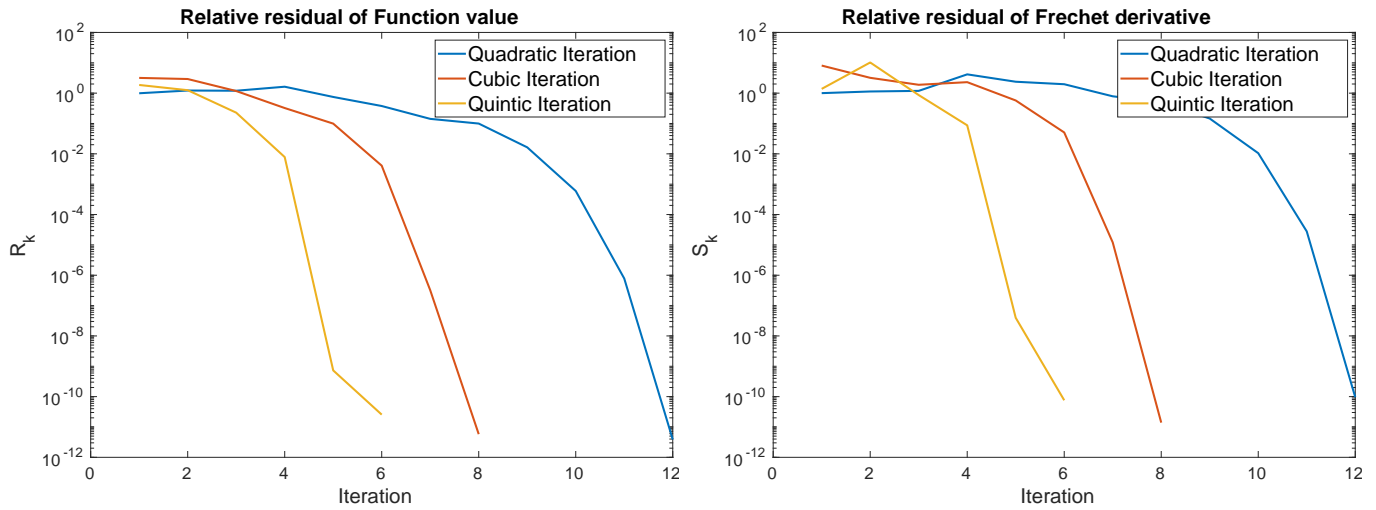 Relative residual of Function value
10^2
10^0
10^-2
10^-4
10^-6
10^-8
10^-10
10^-12
R_k
0
2
4
6
8
10
12
Iteration
Quadratic Iteration
Cubic Iteration
Quintic Iteration
Relative residual of Frechet derivative
10^2
10^0
10^-2
10^-4
10^-6
10^-8
10^-10
10^-12
S_k
0
2
4
6
8
10
12
Iteration
Quadratic Iteration
Cubic Iteration
Quintic Iteration